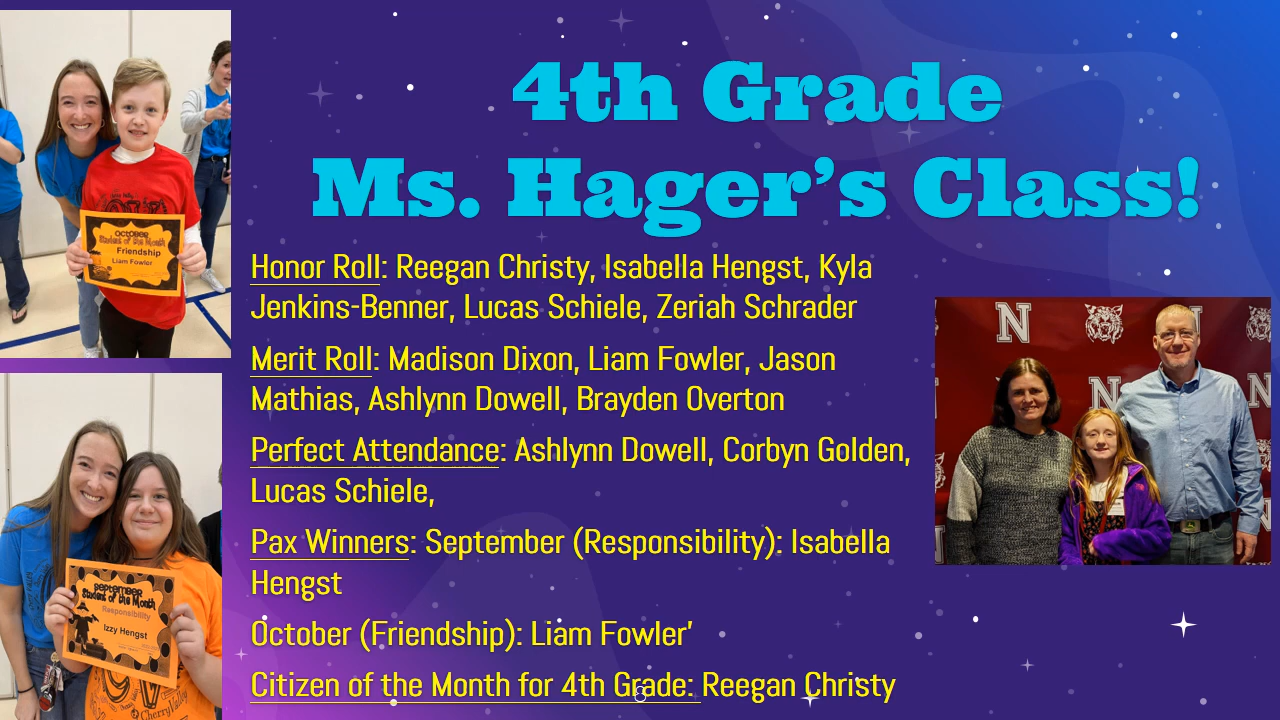 4th Grade
Ms. Hager's Class!
Honor Roll: Reegan Christy, Isabella Hengst, Kyla
Jenkins-Benner, Lucas Schiele, Zeriah Schrader
Merit Roll: Madison Dixon, Liam Fowler, Jason
Mathias, Ashlynn Dowell, Brayden Overton
Perfect Attendance: Ashlynn Dowell, Corbyn Golden,
Lucas Schiele,
Pax Winners: September (Responsibility): Isabella
Hengst
October (Friendship): Liam Fowler'
Citizen of the Month for 4th Grade: Reegan Christy
8
OCTOBER
Student of the Month
Friendship
Liam Fowler
SEPTEMBER
Student of the Month
Responsibility
Izzy Hengst
Cherry Valley
N
N
N
N